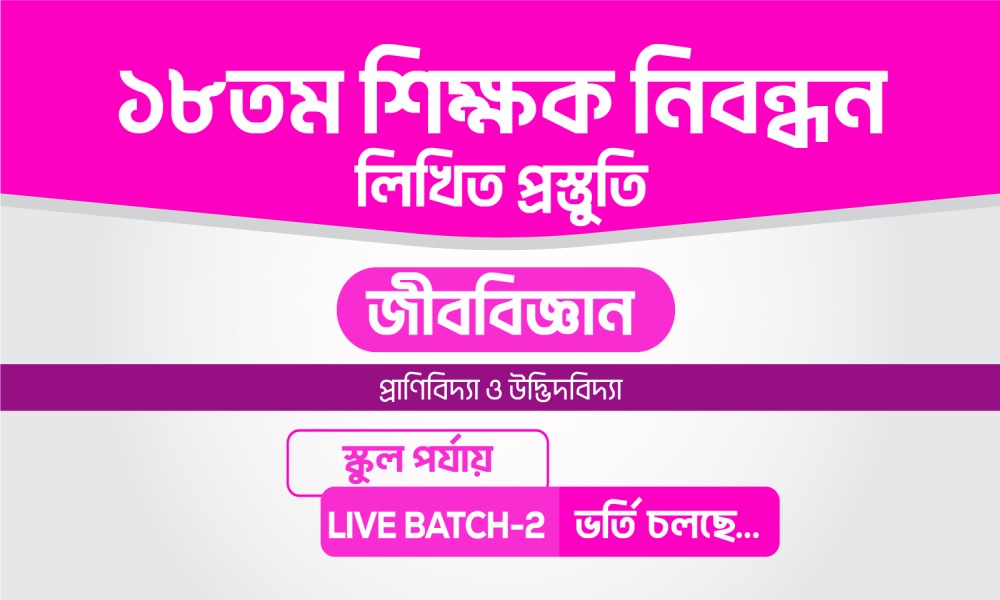 ১৮তম শিক্ষক নিবন্ধন
লিখিত প্রস্তুতি
জীববিজ্ঞান
প্রাণিবিদ্যা ও উদ্ভিদবিদ্যা
স্কুল পর্যায়
LIVE BATCH-2 ভর্তি চলছে...